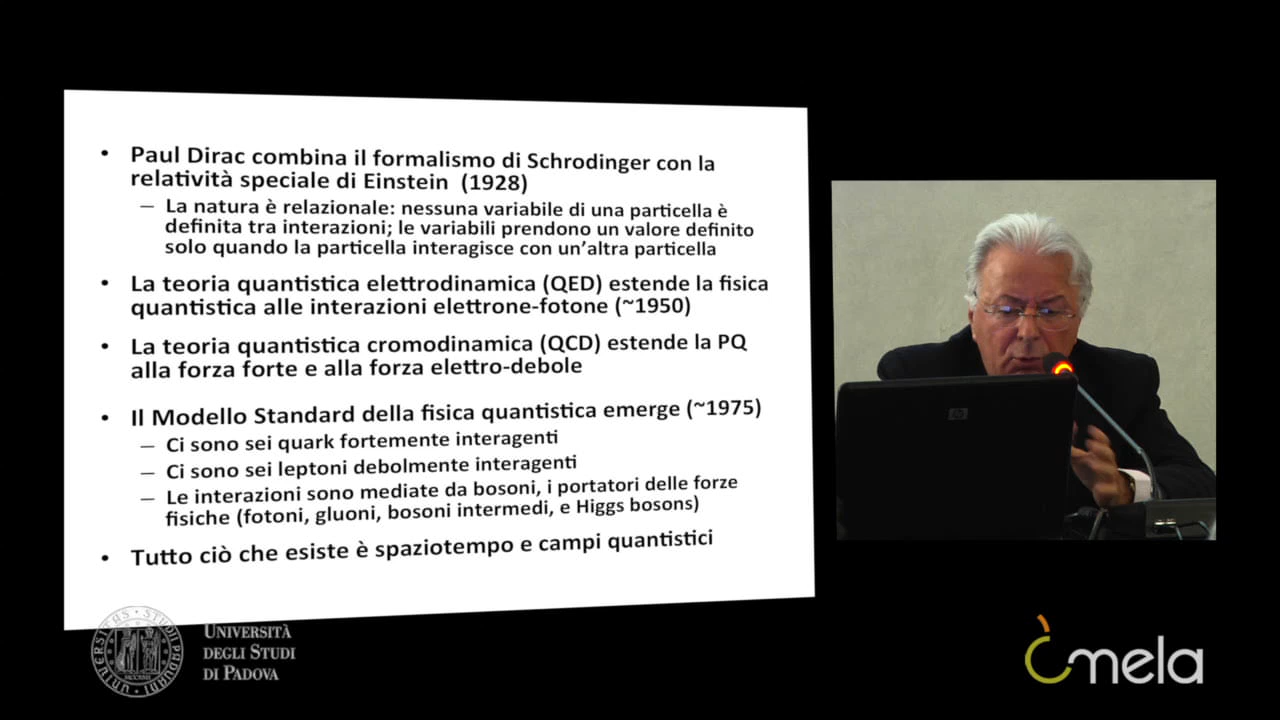 • Paul Dirac combina il formalismo di Schrodinger con la
relatività speciale di Einstein (1928)
– La natura è relazionale: nessuna variabile di una particella è
definita tra interazioni; le variabili prendono un valore definito
solo quando la particella interagisce con un'altra particella
• La teoria quantistica elettrodinamica (QED) estende la fisica
quantistica alle interazioni elettrone-fotone (~1950)
• La teoria quantistica cromodinamica (QCD) estende la PQ
alla forza forte e alla forza elettro-debole
• Il Modello Standard della fisica quantistica emerge (~1975)
– Ci sono sei quark fortemente interagenti
– Ci sono sei leptoni debolmente interagenti
– Le interazioni sono mediate da bosoni, i portatori delle forze
fisiche (fotoni, gluoni, bosoni intermedi, e Higgs bosons)
• Tutto ciò che esiste è spaziotempo e campi quantistici
hp
UNIVERSITÀ
DEGLI STUDI
DI PADOVA
mela